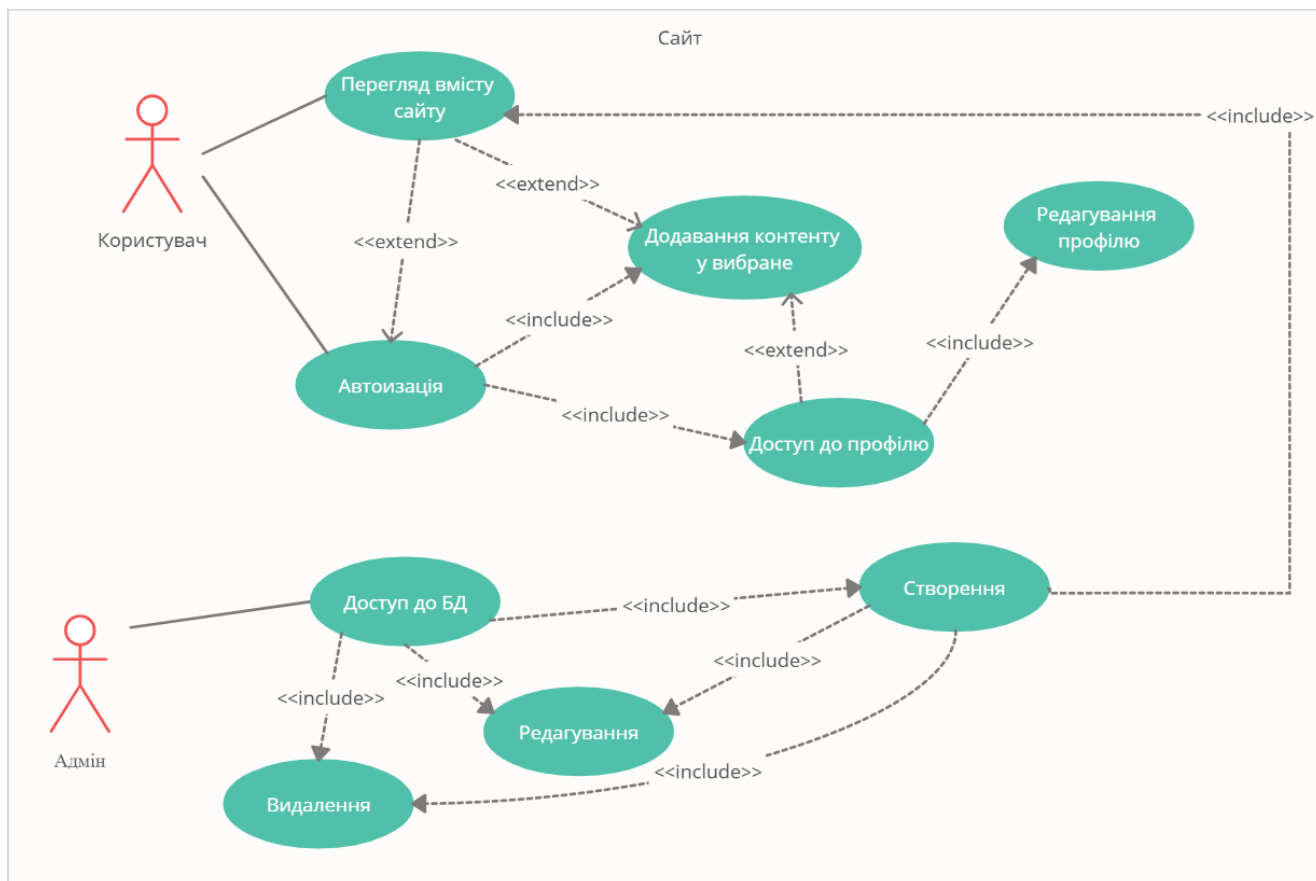 Сайт
Перегляд вмісту
сайту
<<include>>
<<extend>>
Редагування
профілю
Користувач
<<extend>>
Додавання контенту
у вибране
<<include>>
<<extend>>
<<include>>
Автоизація
<<include>>
Доступ до профілю
Доступ до БД
<<include>>
Створення
<<include>>
<<include>>
<<include>>
Редагування
Адмін
<<include>>
Видалення